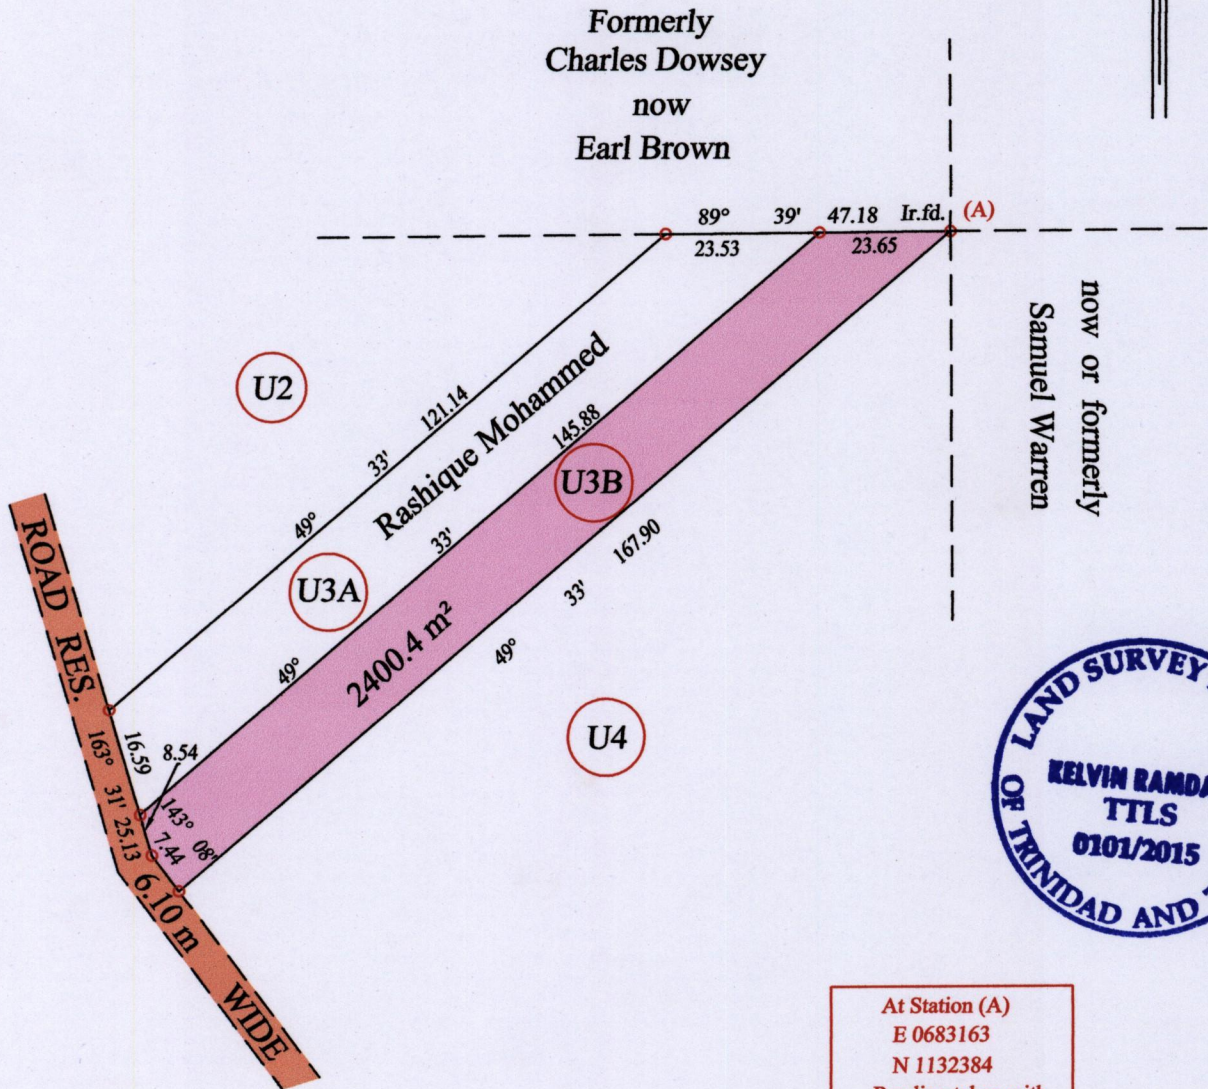 Formerly
Charles Dowsey
now
Earl Brown
89° 39' 47.18 Ir.fd. (A)
23.53 23.65
now or formerly
Samuel Warren
U2
49° 33' 121.14
Rashique Mohammed
49° 33' 145.88
U3B
U3A
2400.4 m²
49° 33' 167.90
U4
ROAD RES.
163° 31' 25.13
16.59
8.54
143° 08'
7.44
6.10 m WIDE
LAND SURVEY
OF TRINIDAD AND
KELVIN RAMDA
TTLS
0101/2015
At Station (A)
E 0683163
N 1132384